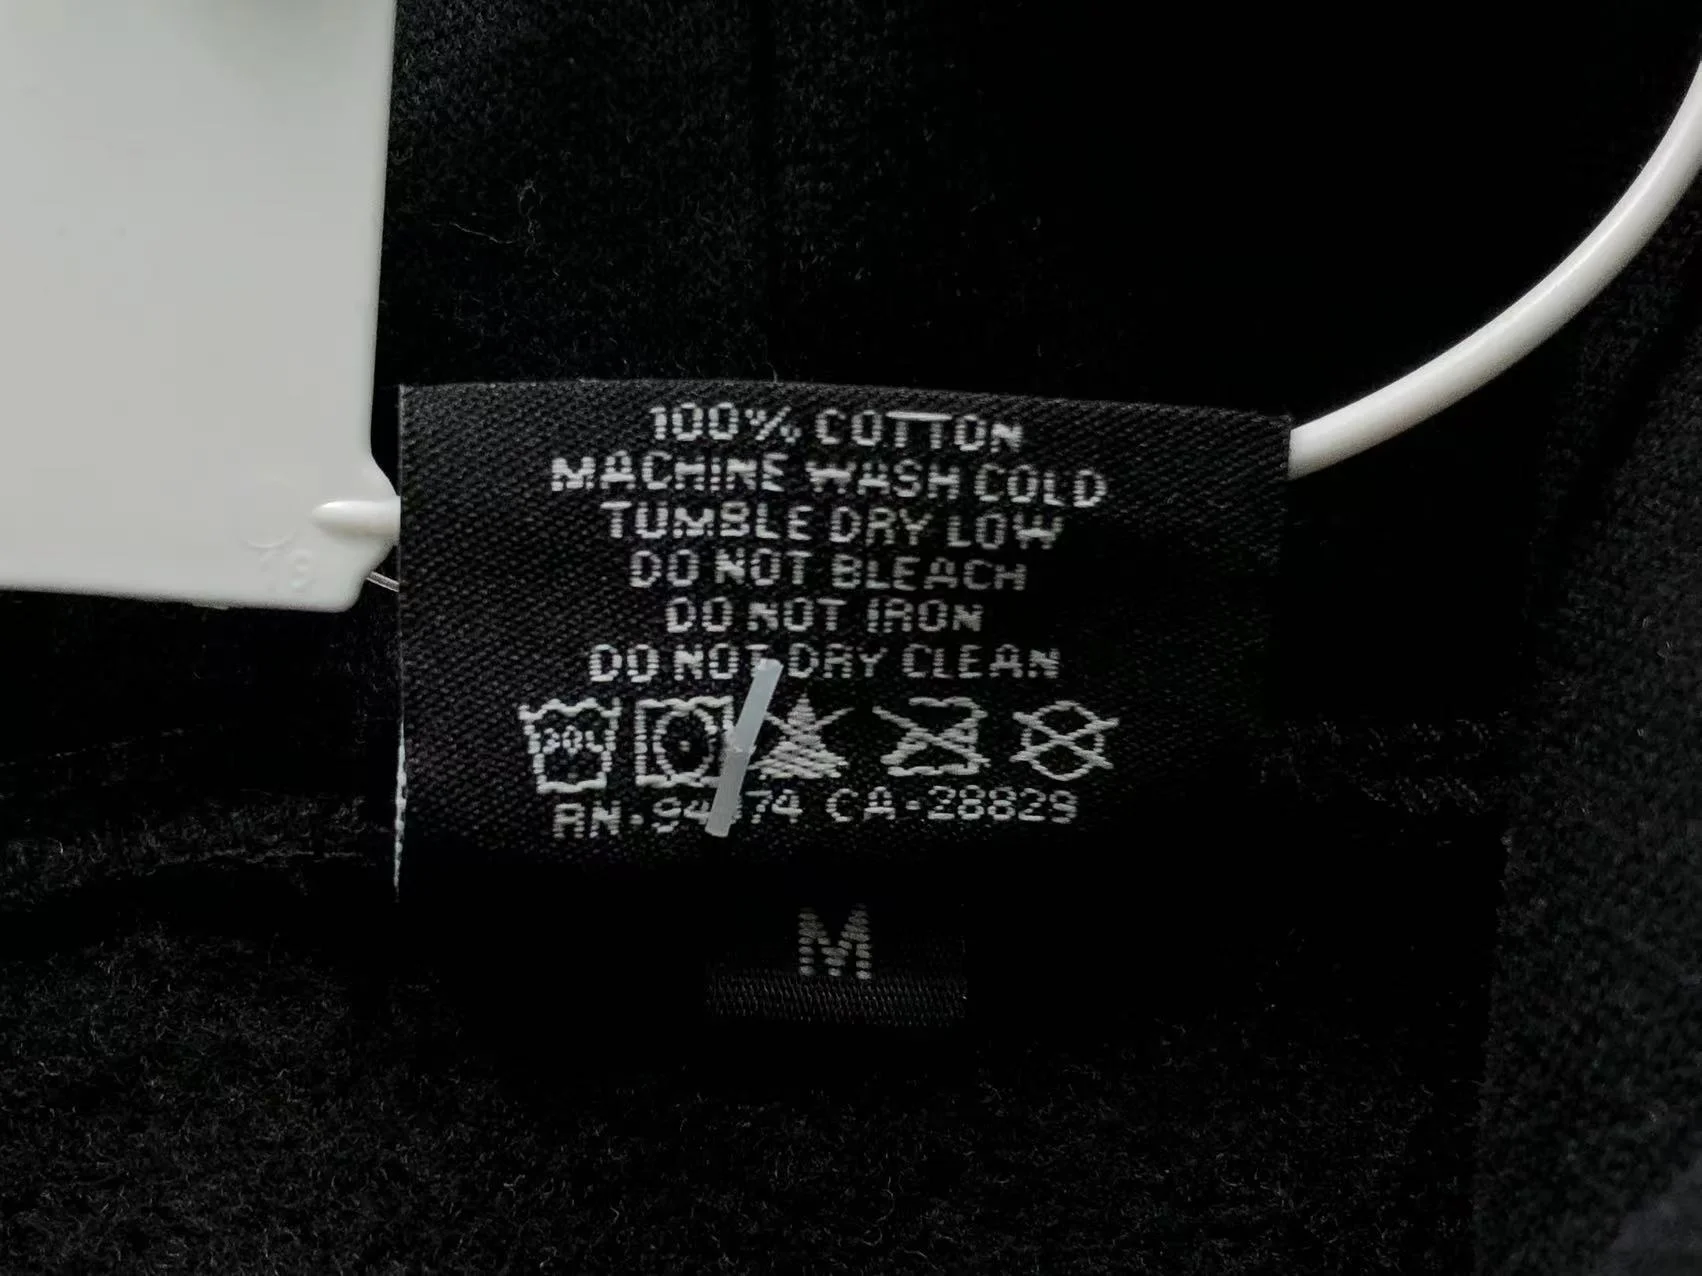 100% COTTON
MACHINE WASH COLD
TUMBLE DRY LOW
DO NOT BLEACH
DO NOT IRON
DO NOT DRY CLEAN
CA-28829
M